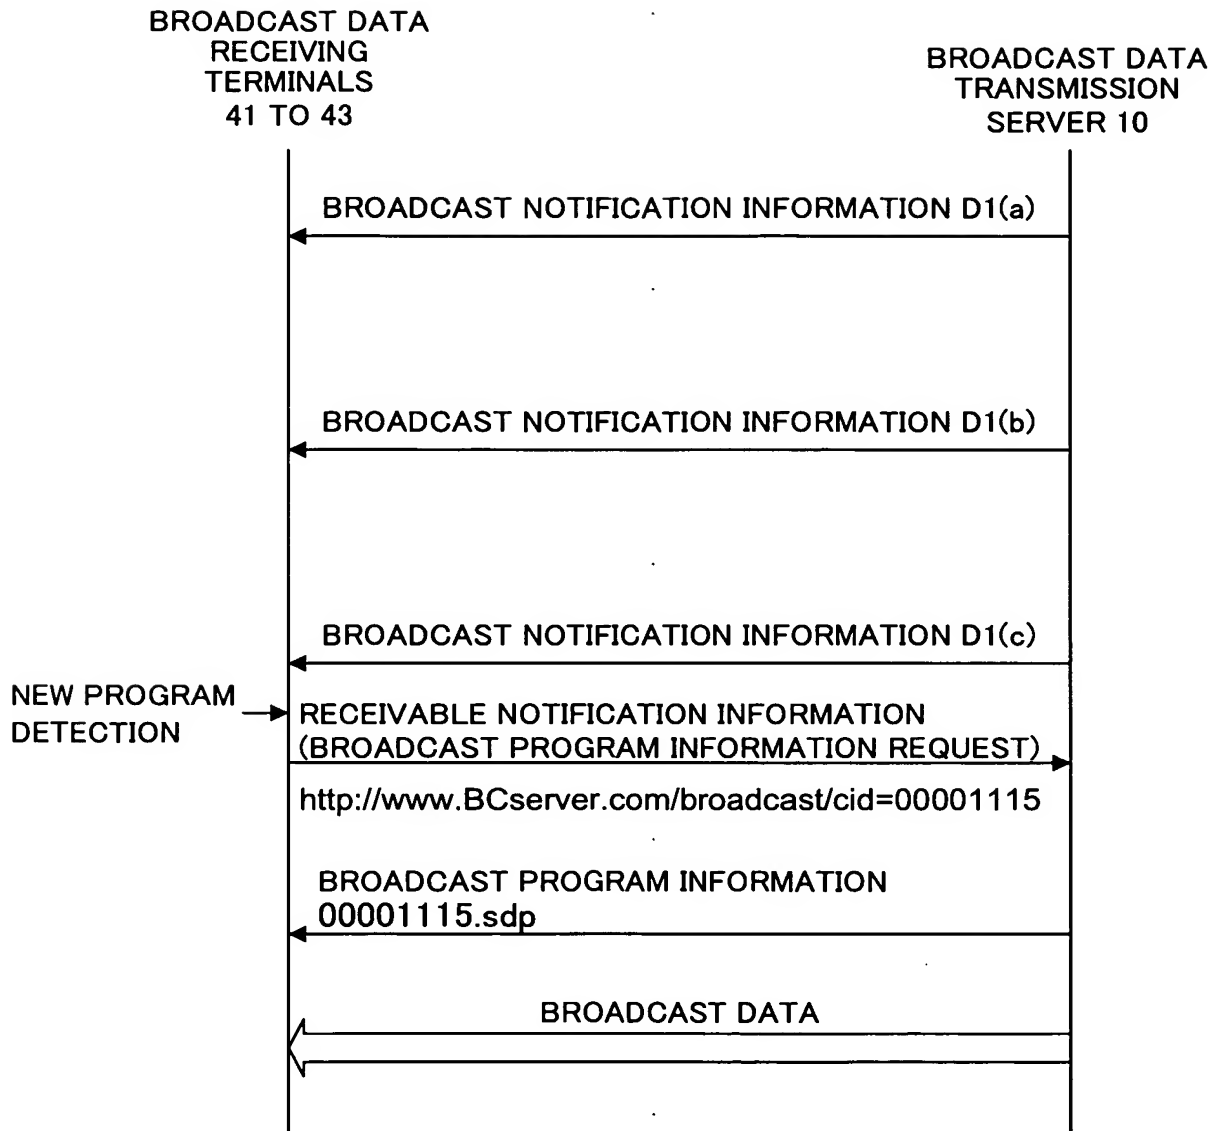 BROADCAST DATA
RECEIVING
TERMINALS
41 TO 43
BROADCAST DATA
TRANSMISSION
SERVER 10
BROADCAST NOTIFICATION INFORMATION D1(a)
BROADCAST NOTIFICATION INFORMATION D1(b)
BROADCAST NOTIFICATION INFORMATION D1(c)
NEW PROGRAM
DETECTION
RECEIVABLE NOTIFICATION INFORMATION
(BROADCAST PROGRAM INFORMATION REQUEST)
http://www.BCserver.com/broadcast/cid=00001115
BROADCAST PROGRAM INFORMATION
00001115.sdp
BROADCAST DATA